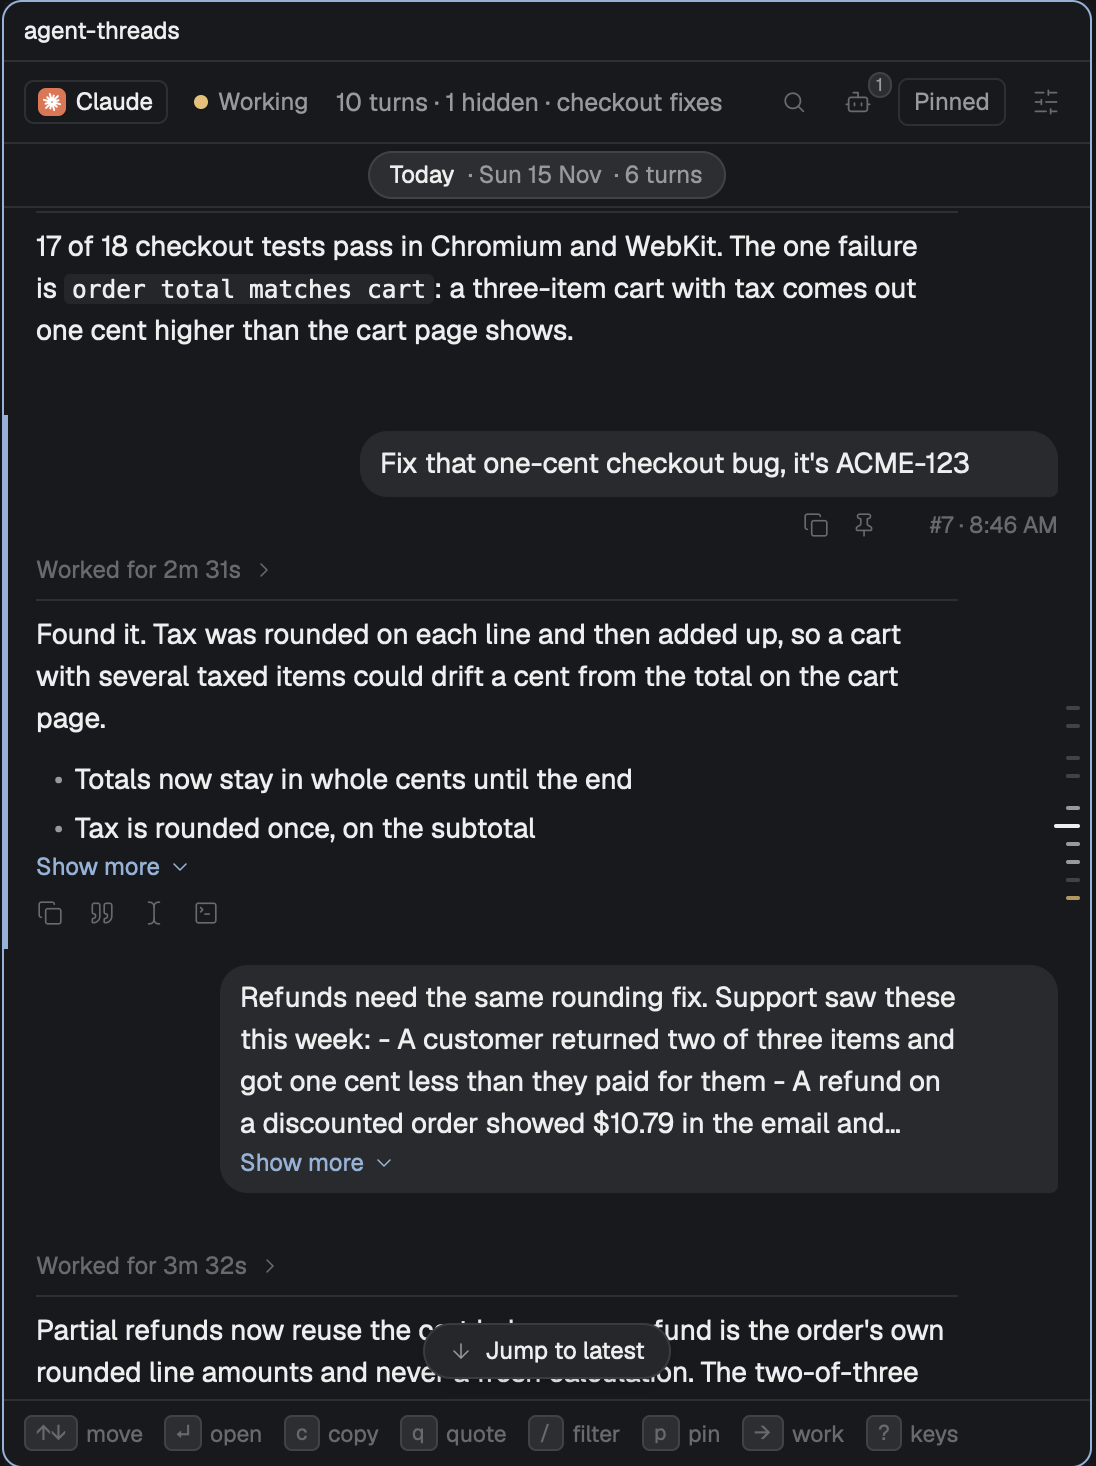 agent-threads
Claude Working 10 turns · 1 hidden · checkout fixes 1 Pinned
Today · Sun 15 Nov · 6 turns
17 of 18 checkout tests pass in Chromium and WebKit. The one failure
is order total matches cart: a three-item cart with tax comes out
one cent higher than the cart page shows.
Fix that one-cent checkout bug, it's ACME-123
#7 · 8:46 AM
Worked for 2m 31s
Found it. Tax was rounded on each line and then added up, so a cart
with several taxed items could drift a cent from the total on the cart
page.
• Totals now stay in whole cents until the end
• Tax is rounded once, on the subtotal
Show more
Refunds need the same rounding fix. Support saw these
this week: - A customer returned two of three items and
got one cent less than they paid for them - A refund on
a discounted order showed $10.79 in the email and...
Show more
Worked for 3m 32s
Partial refunds now reuse the fund is the order's own
rounded line amounts and never The two-of-three
Jump to latest
↑↓ move ↵ open c copy q quote / filter p pin → work ? keys